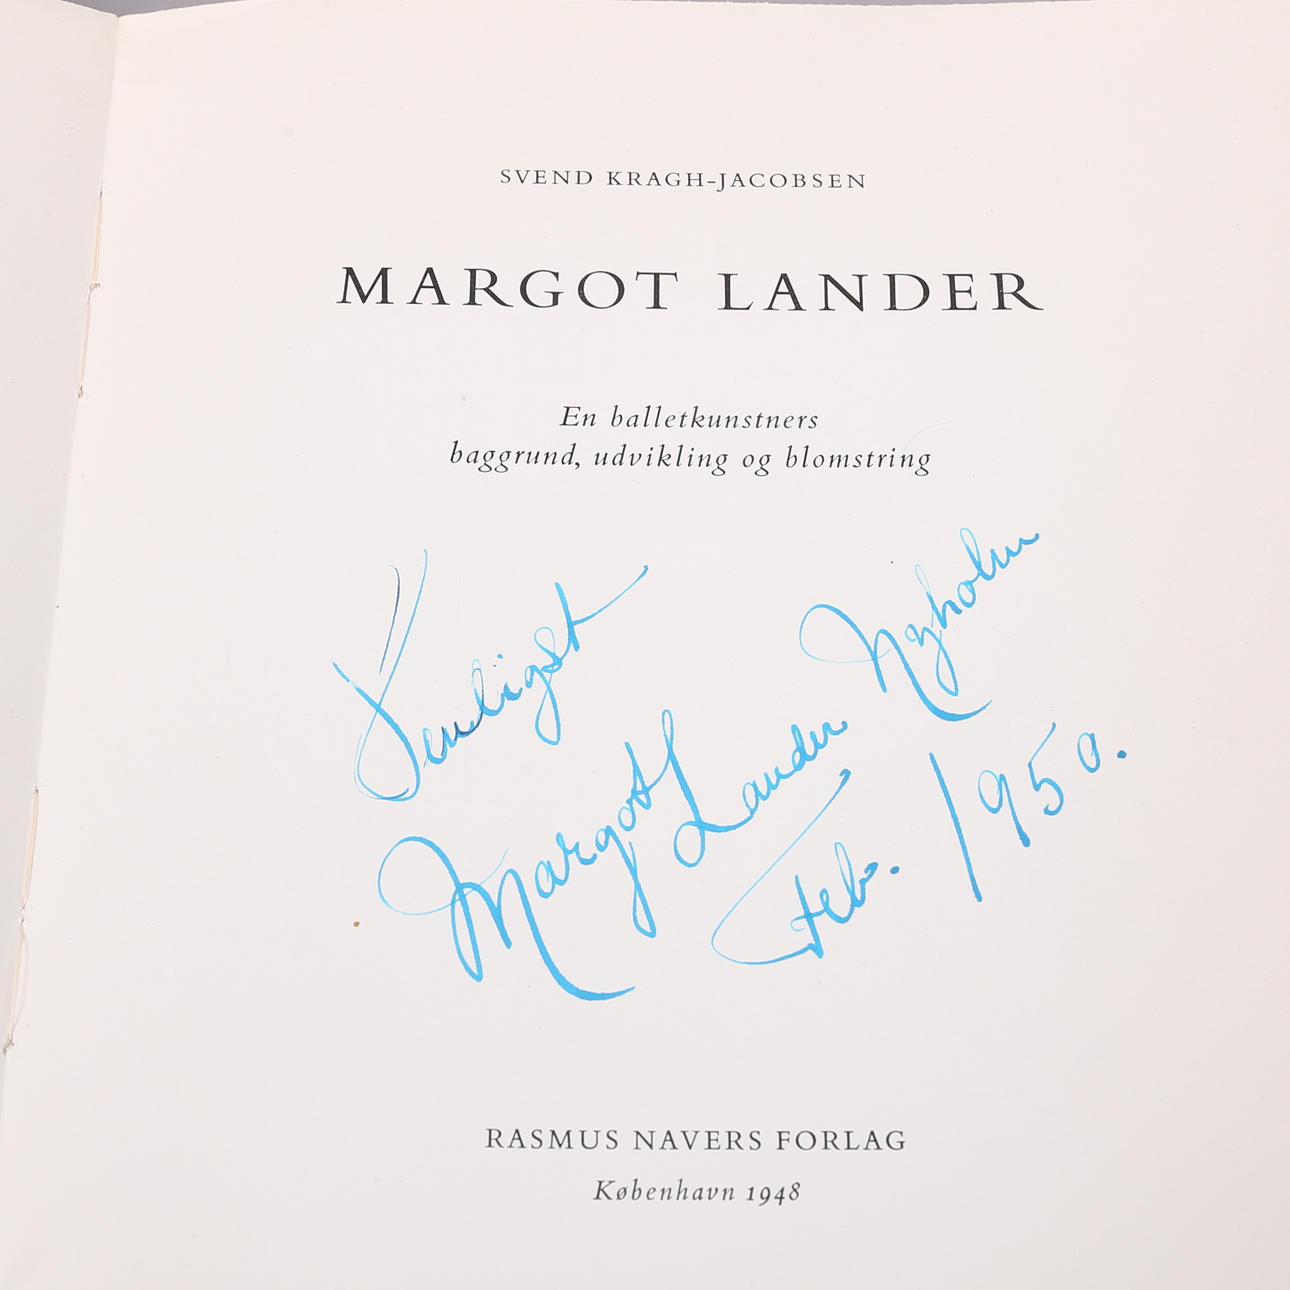 SVEND KRAGH-JACOBSEN
MARGOT LANDER
En balletkunstners
baggrund, udvikling og blomstring
Venligst
Margot Lander Nyholm
Feb. 1950.
RASMUS NAVERS FORLAG
København 1948